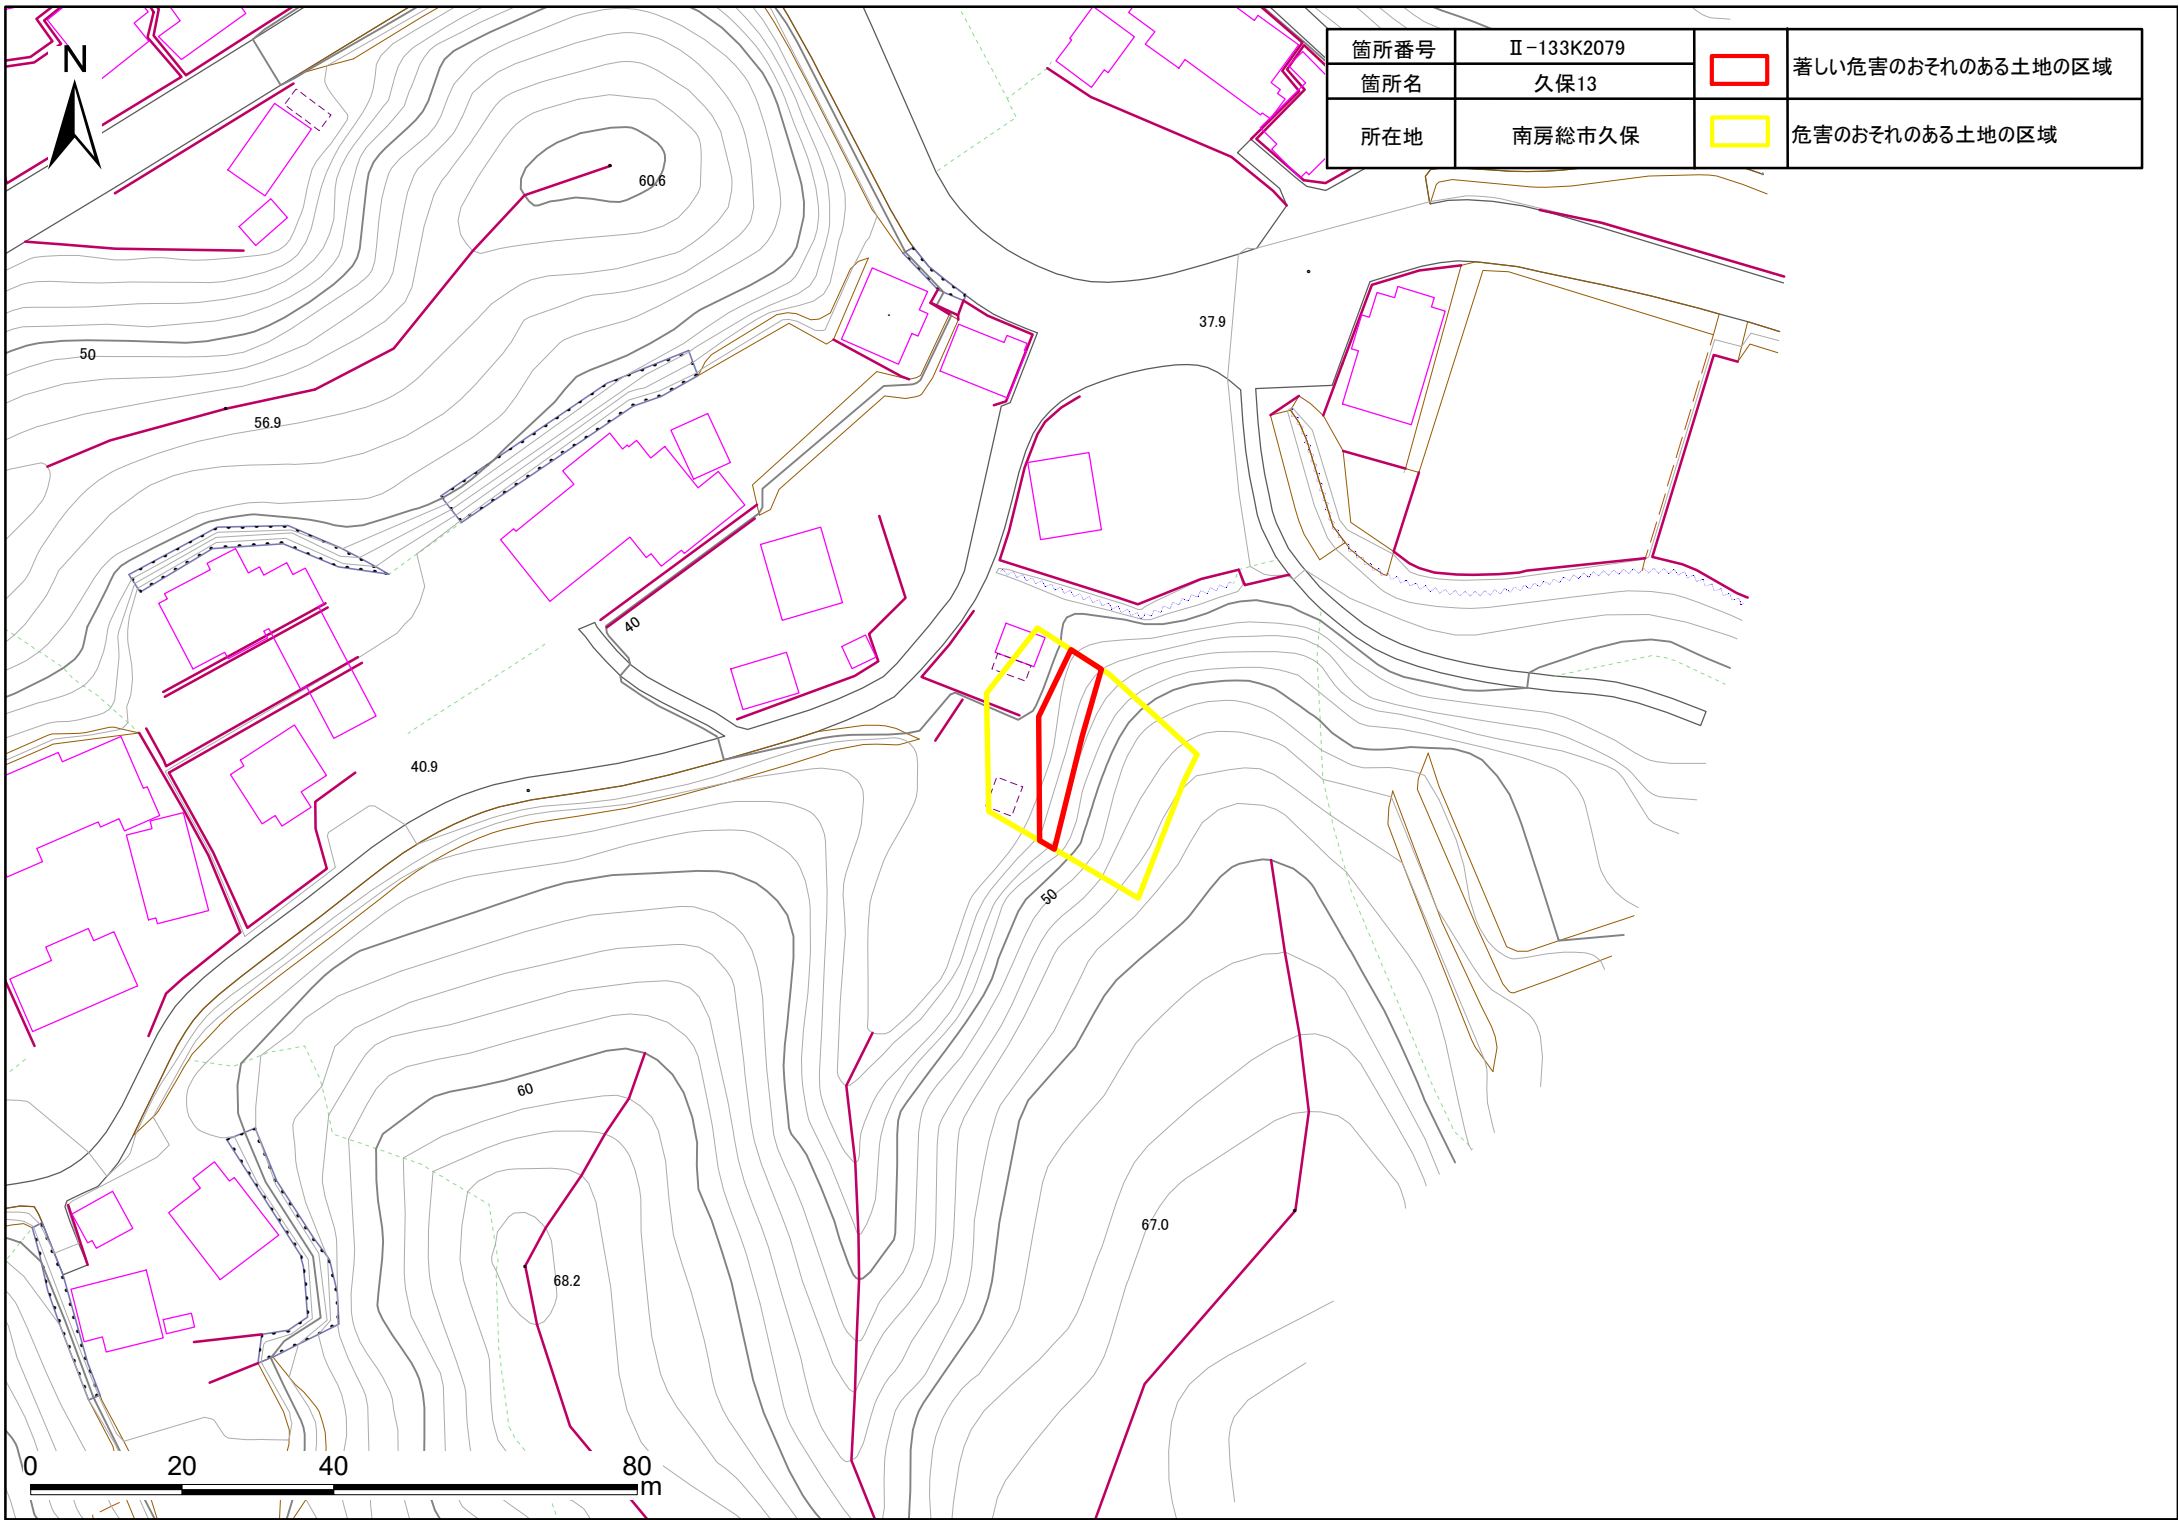 N
箇所番号 Ⅱ-133K2079 著しい危害のおそれのある土地の区域
箇所名 久保13
所在地 南房総市久保 危害のおそれのある土地の区域
60.6
37.9
50
56.9
40
40.9
50
60
67.0
68.2
0 20 40 80
m